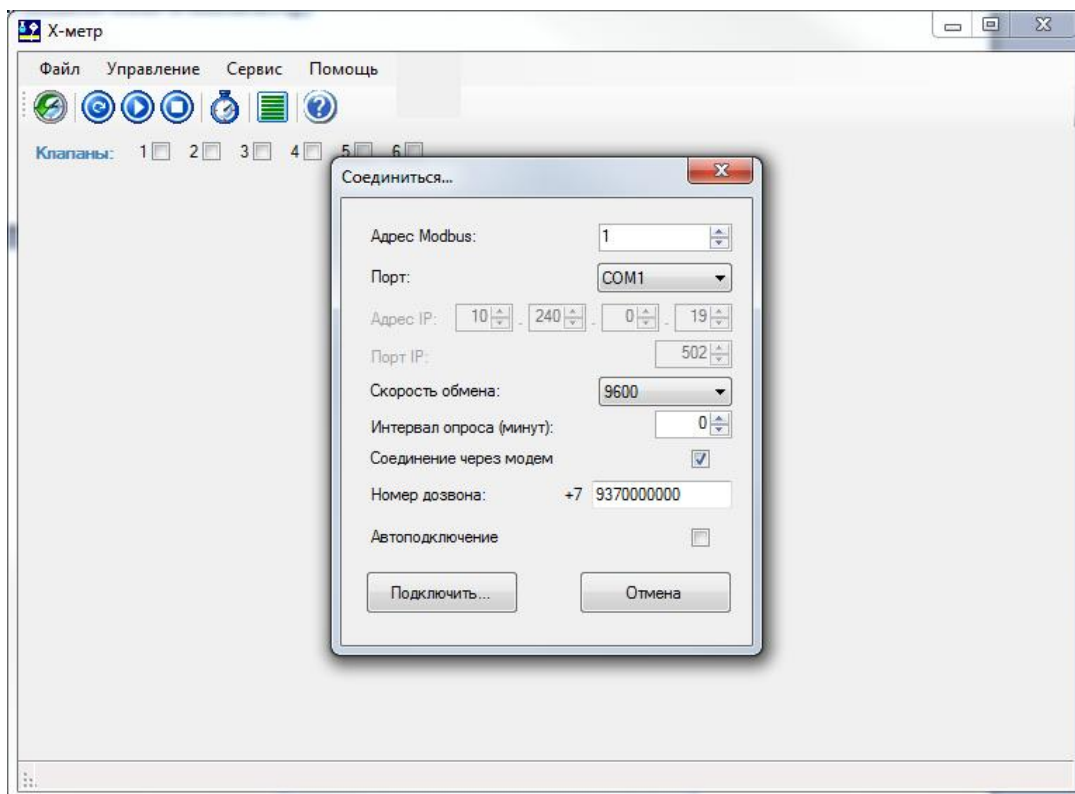 Х-метр
Файл Управление Сервис Помощь
Клапаны: 1 2 3 4 5 6
Соединиться...
Адрес Modbus: 1
Порт: COM1
Адрес IP: 10 . 240 . 0 . 19
Порт IP: 502
Скорость обмена: 9600
Интервал опроса (минут): 0
Соединение через модем
Номер дозвона: +7 9370000000
Автоподключение
Подключить... Отмена